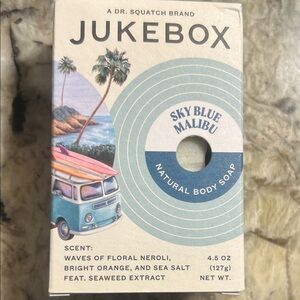 A DR. SQUATCH BRAND
JUKEBOX
SKY BLUE
MALIBU
NATURAL BODY SOAP
SCENT:
WAVES OF FLORAL NEROLI,
BRIGHT ORANGE, AND SEA SALT
FEAT. SEAWEED EXTRACT
4.5 OZ
(127g)
NET WT.